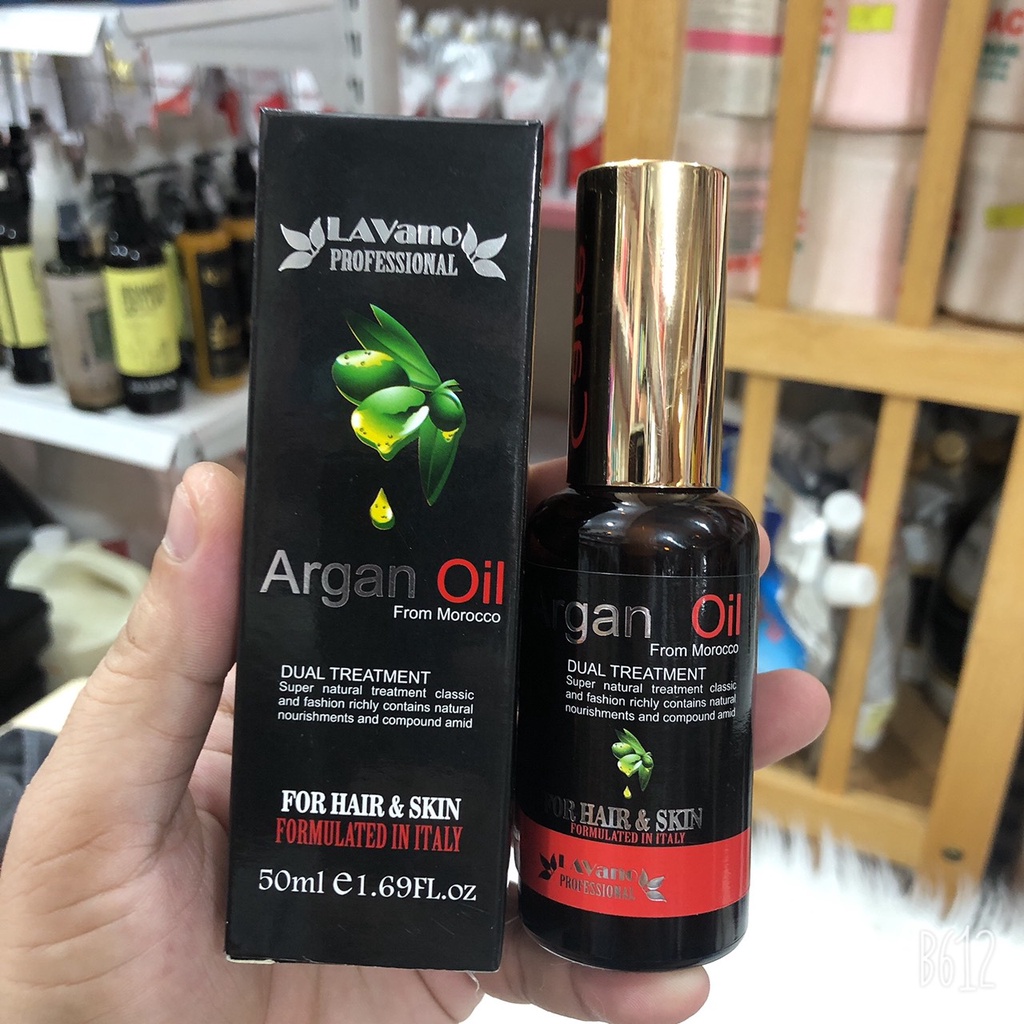 LAVano
PROFESSIONAL
Argan Oil
From Morocco
DUAL TREATMENT
Super natural treatment classic
and fashion richly contains natural
nourishments and compound amid
FOR HAIR & SKIN
FORMULATED IN ITALY
50ml e1.69FL.oz
Argan Oil
From Morocco
DUAL TREATMENT
Super natural treatment classic
and fashion richly contains natural
nourishments and compound amid
FOR HAIR & SKIN
FORMULATED IN ITALY
LAVano
PROFESSIONAL
B612